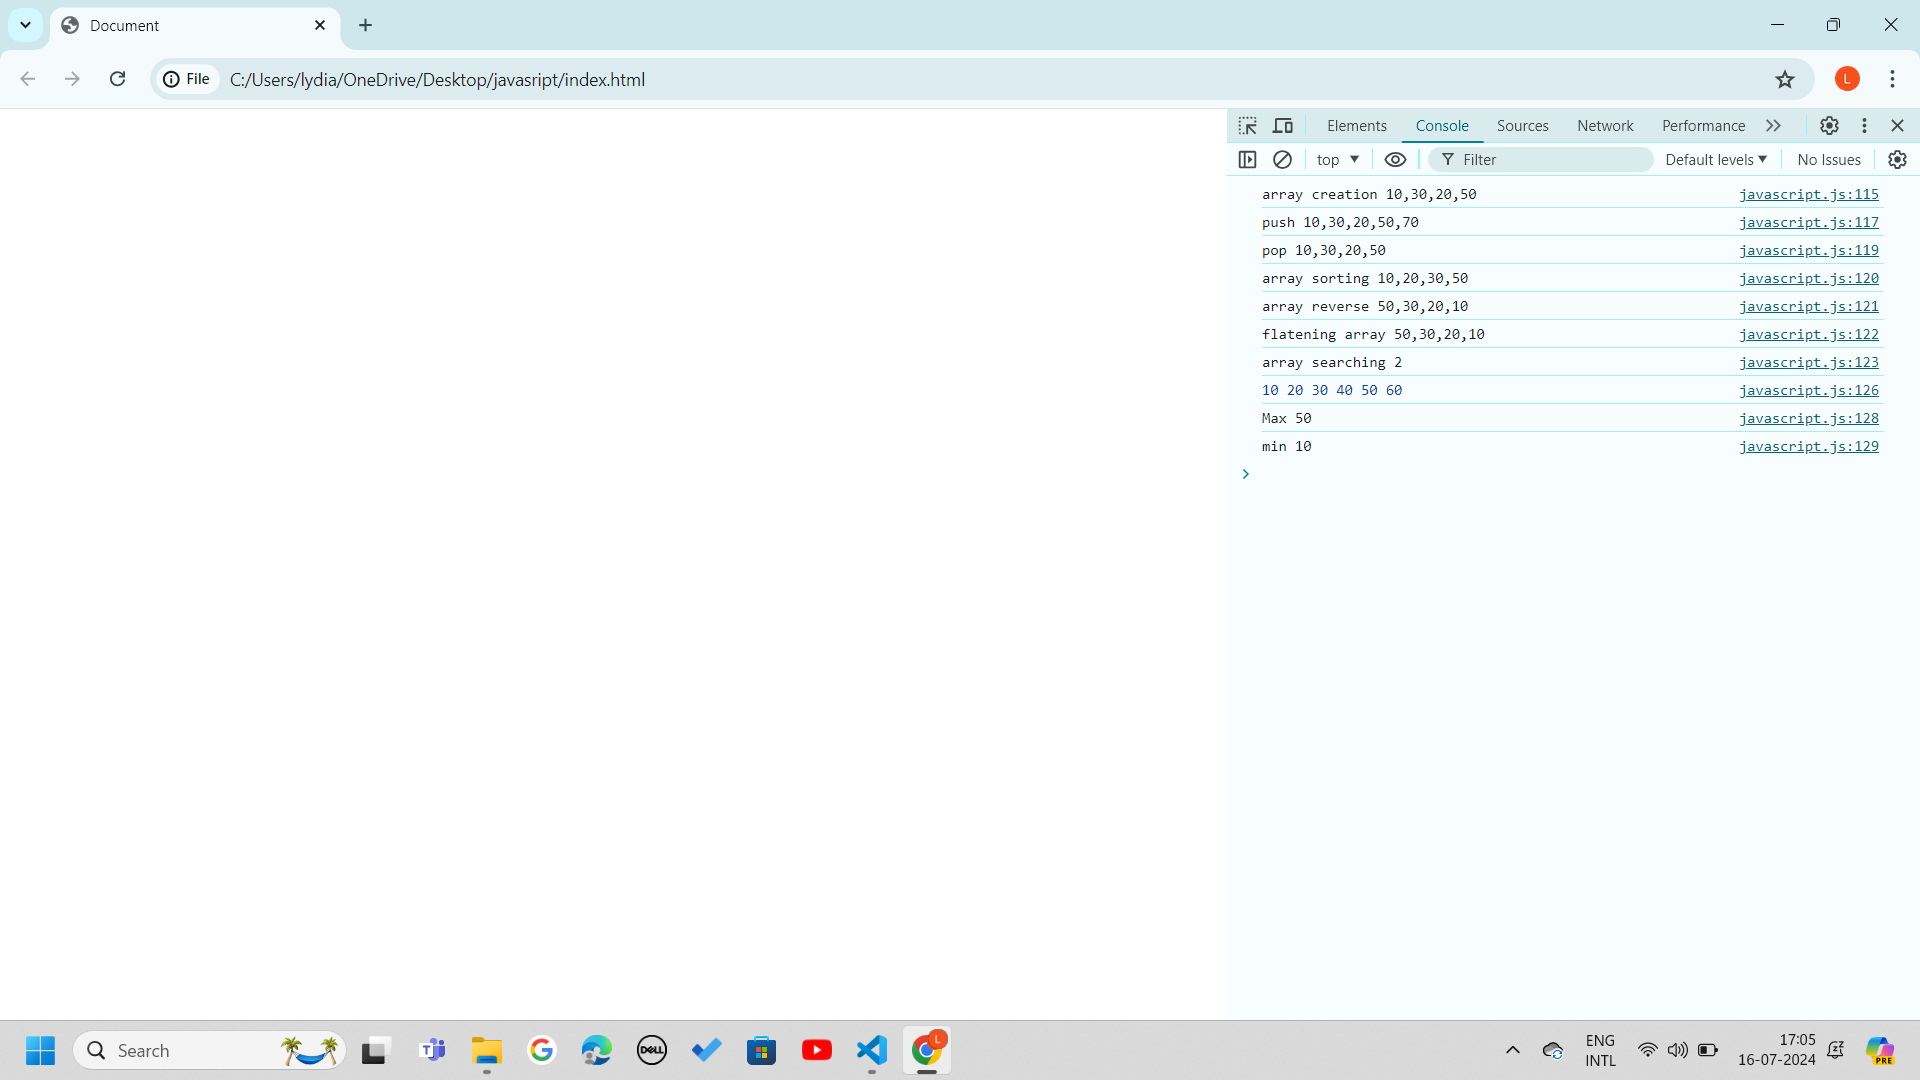 Document
File C:/Users/lydia/OneDrive/Desktop/javasript/index.html
L
Elements Console Sources Network Performance
top Filter Default levels No Issues
array creation 10,30,20,50 javascript.js:115
push 10,30,20,50,70 javascript.js:117
pop 10,30,20,50 javascript.js:119
array sorting 10,20,30,50 javascript.js:120
array reverse 50,30,20,10 javascript.js:121
flatening array 50,30,20,10 javascript.js:122
array searching 2 javascript.js:123
10 20 30 40 50 60 javascript.js:126
Max 50 javascript.js:128
min 10 javascript.js:129
Search
DELL
L
ENG
INTL
17:05
16-07-2024
PRE